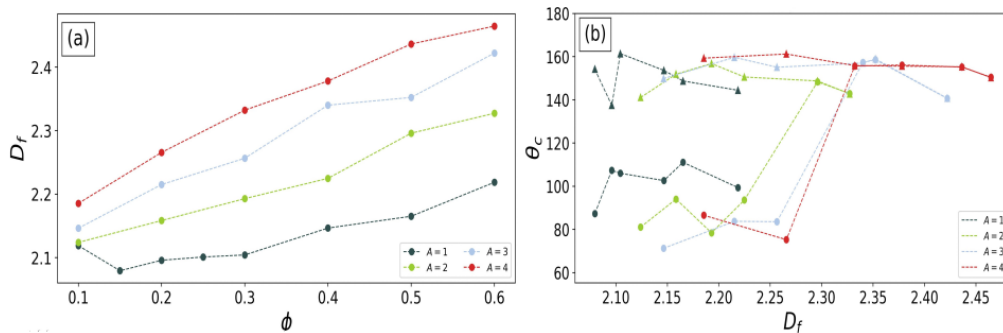 (a)
2.4
2.3
2.2
2.1
D_f
0.1 0.2 0.3 0.4 0.5 0.6
ϕ
A = 1 A = 3
A = 2 A = 4
(b)
180
160
140
120
100
80
60
θ_c
2.10 2.15 2.20 2.25 2.30 2.35 2.40 2.45
D_f
A = 1
A = 2
A = 3
A = 4